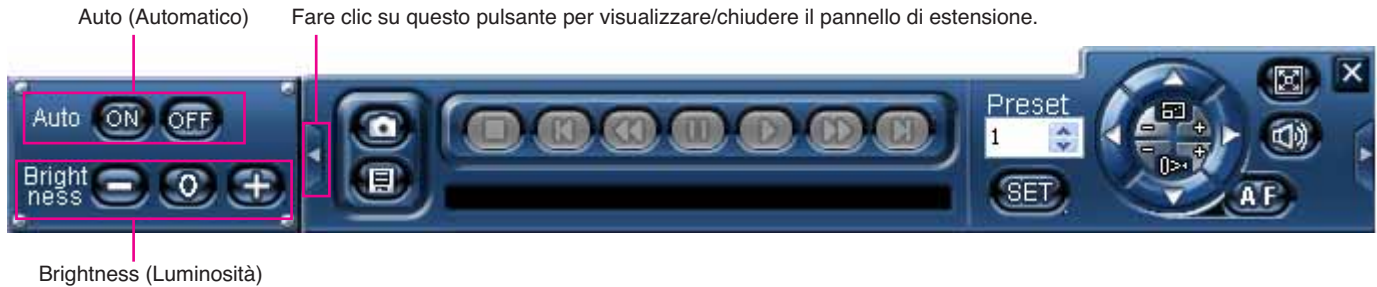 Auto (Automatico)
Fare clic su questo pulsante per visualizzare/chiudere il pannello di estensione.
Auto ON OFF
Bright
ness 0
Preset
1
SET
AF
Brightness (Luminosità)